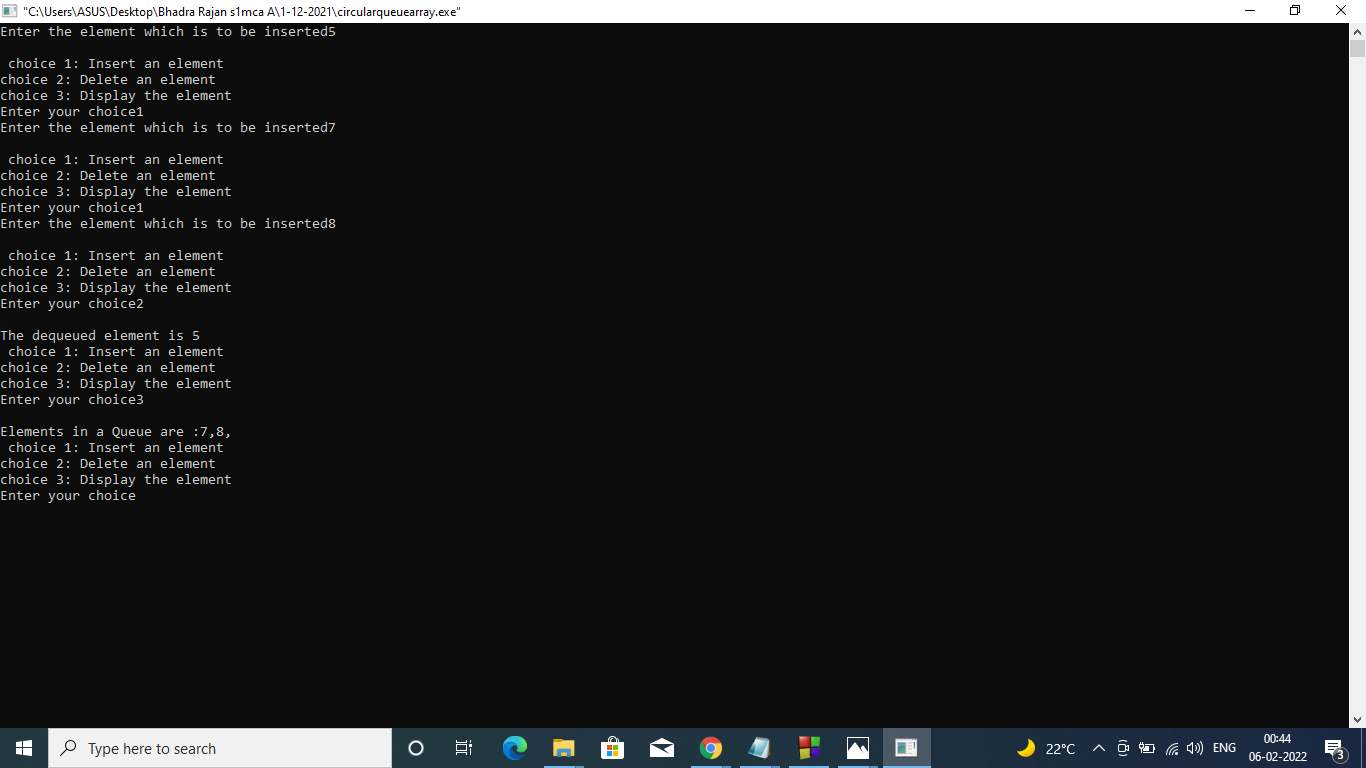 "C:\Users\ASUS\Desktop\Bhadra Rajan s1mca A\1-12-2021\circularqueuearray.exe"
Enter the element which is to be inserted5
choice 1: Insert an element
choice 2: Delete an element
choice 3: Display the element
Enter your choice1
Enter the element which is to be inserted7
choice 1: Insert an element
choice 2: Delete an element
choice 3: Display the element
Enter your choice1
Enter the element which is to be inserted8
choice 1: Insert an element
choice 2: Delete an element
choice 3: Display the element
Enter your choice2
The dequeued element is 5
choice 1: Insert an element
choice 2: Delete an element
choice 3: Display the element
Enter your choice3
Elements in a Queue are :7,8,
choice 1: Insert an element
choice 2: Delete an element
choice 3: Display the element
Enter your choice
Type here to search
22°C
ENG
00:44
06-02-2022
3